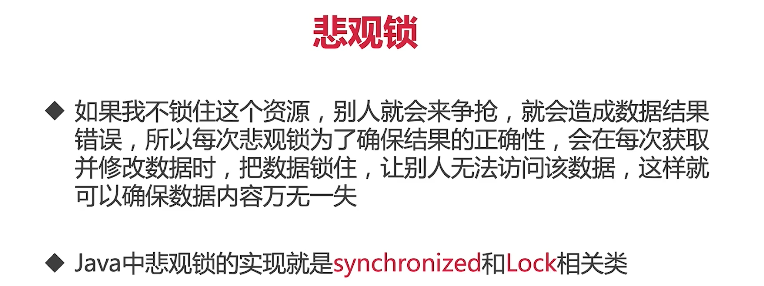 悲观锁
◆ 如果我不锁住这个资源，别人就会来争抢，就会造成数据结果
错误，所以每次悲观锁为了确保结果的正确性，会在每次获取
并修改数据时，把数据锁住，让别人无法访问该数据，这样就
可以确保数据内容万无一失
◆ Java中悲观锁的实现就是synchronized和Lock相关类